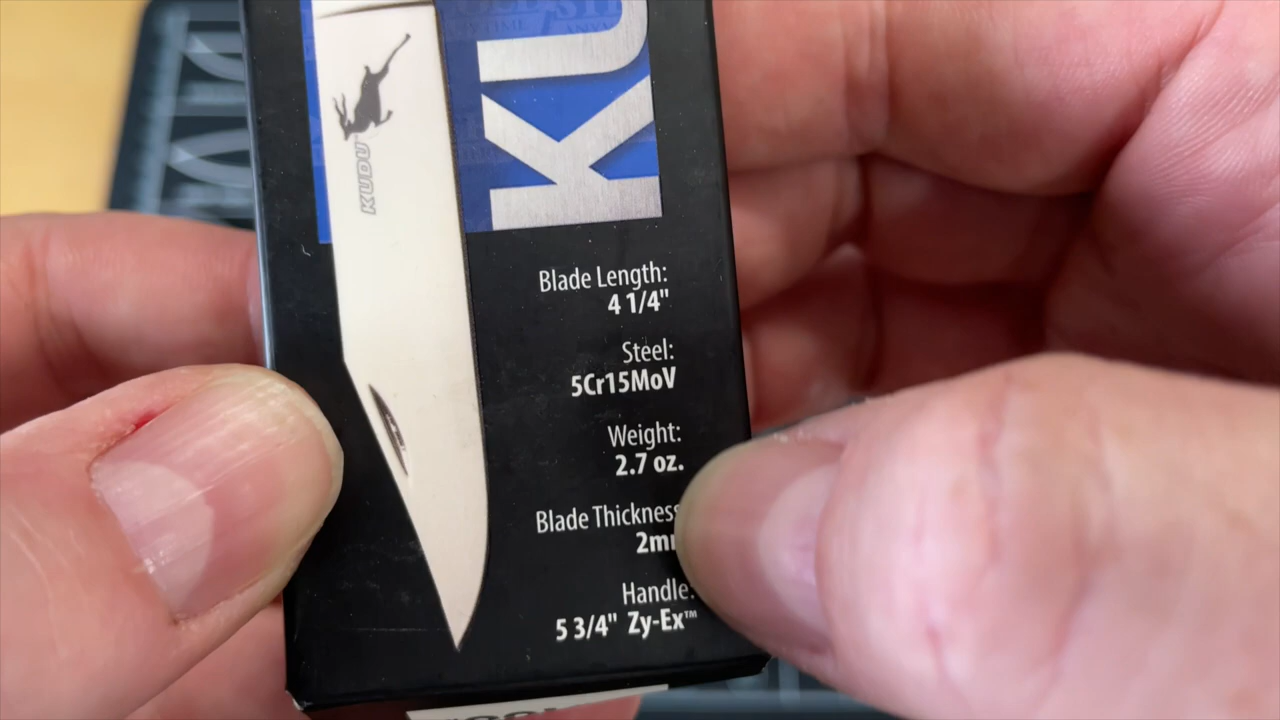 KU
KUDU
Blade Length:
4 1/4"
Steel:
5Cr15MoV
Weight:
2.7 oz.
Blade Thickness
2m
Handle:
5 3/4" Zy-Ex™